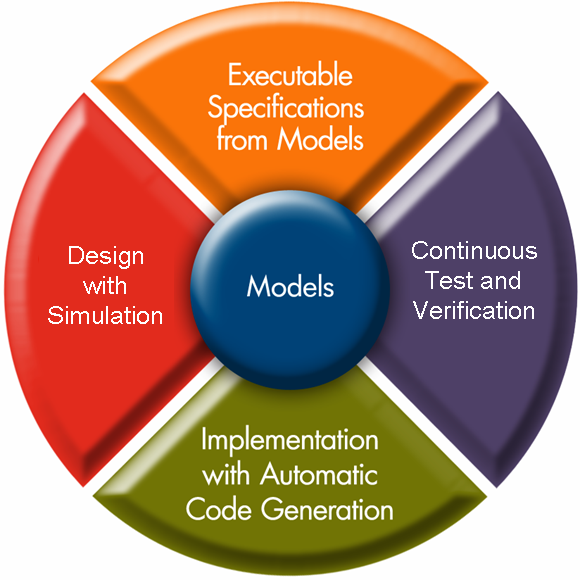 Executable
Specifications
from Models
Design
with
Simulation
Models
Continuous
Test and
Verification
Implementation
with Automatic
Code Generation